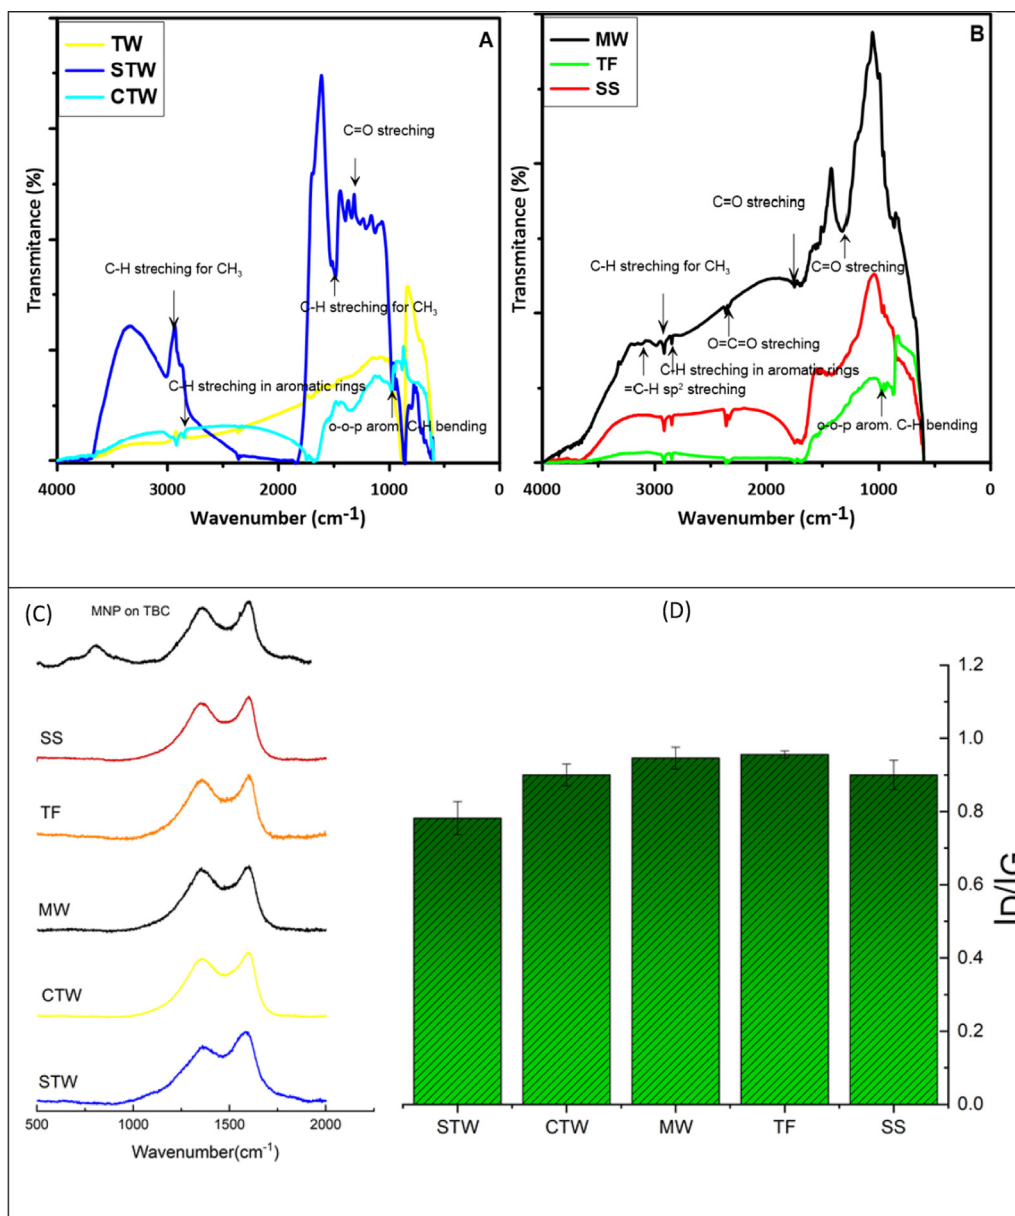 A
TW
STW
CTW
C=O streching
C-H streching for CH3
C-H streching for CH3
C-H streching in aromatic rings
o-o-p arom. C-H bending
Transmitance (%)
4000 3000 2000 1000 0
Wavenumber (cm-1)
B
MW
TF
SS
C=O streching
C-H streching for CH3
C=O streching
O=C=O streching
C-H streching in aromatic rings
=C-H sp2 streching
o-o-p arom. C-H bending
Transmitance (%)
4000 3000 2000 1000 0
Wavenumber (cm-1)
(C)
MNP on TBC
SS
TF
MW
CTW
STW
500 1000 1500 2000
Wavenumber(cm-1)
(D)
1.2
1.0
0.8
0.6
0.4
0.2
0.0
ID/IG
STW CTW MW TF SS